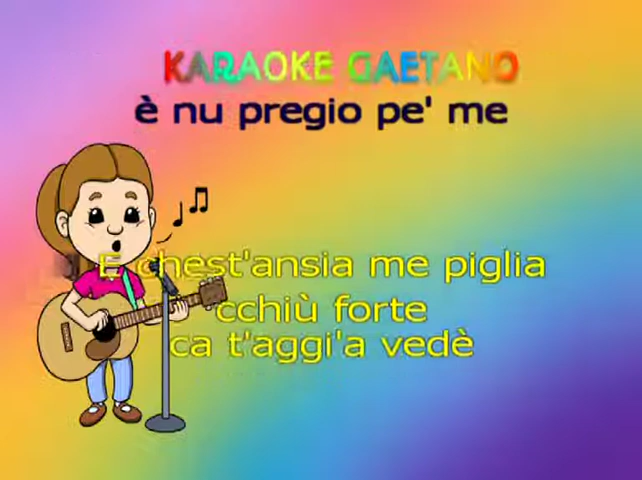 KARAOKE GAETANO
è nu pregio pe' me
E chest'ansia me piglia
cchiù forte
ca t'aggi'a vedè